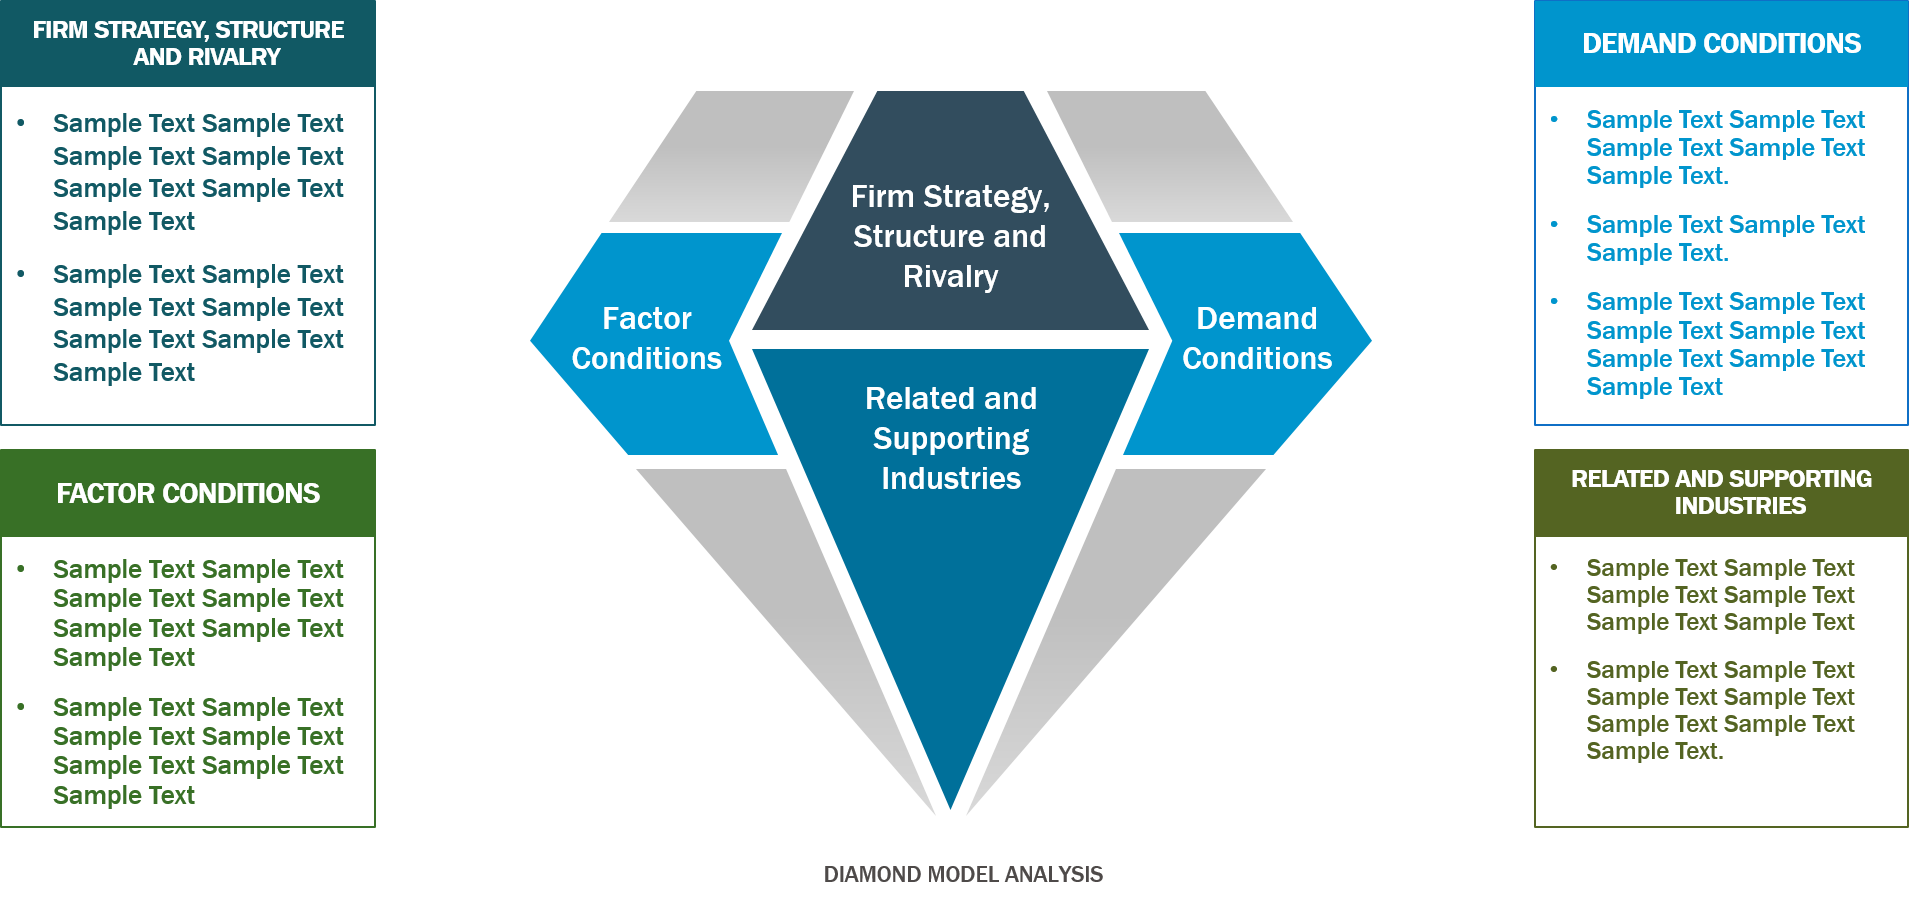 FIRM STRATEGY, STRUCTURE
AND RIVALRY
• Sample Text Sample Text
Sample Text Sample Text
Sample Text Sample Text
Sample Text
• Sample Text Sample Text
Sample Text Sample Text
Sample Text Sample Text
Sample Text
FACTOR CONDITIONS
• Sample Text Sample Text
Sample Text Sample Text
Sample Text Sample Text
Sample Text
• Sample Text Sample Text
Sample Text Sample Text
Sample Text Sample Text
Sample Text
Firm Strategy,
Structure and
Rivalry
Factor
Conditions
Demand
Conditions
Related and
Supporting
Industries
DEMAND CONDITIONS
• Sample Text Sample Text
Sample Text Sample Text
Sample Text.
• Sample Text Sample Text
Sample Text.
• Sample Text Sample Text
Sample Text Sample Text
Sample Text Sample Text
Sample Text
RELATED AND SUPPORTING
INDUSTRIES
• Sample Text Sample Text
Sample Text Sample Text
Sample Text Sample Text
• Sample Text Sample Text
Sample Text Sample Text
Sample Text Sample Text
Sample Text.
DIAMOND MODEL ANALYSIS